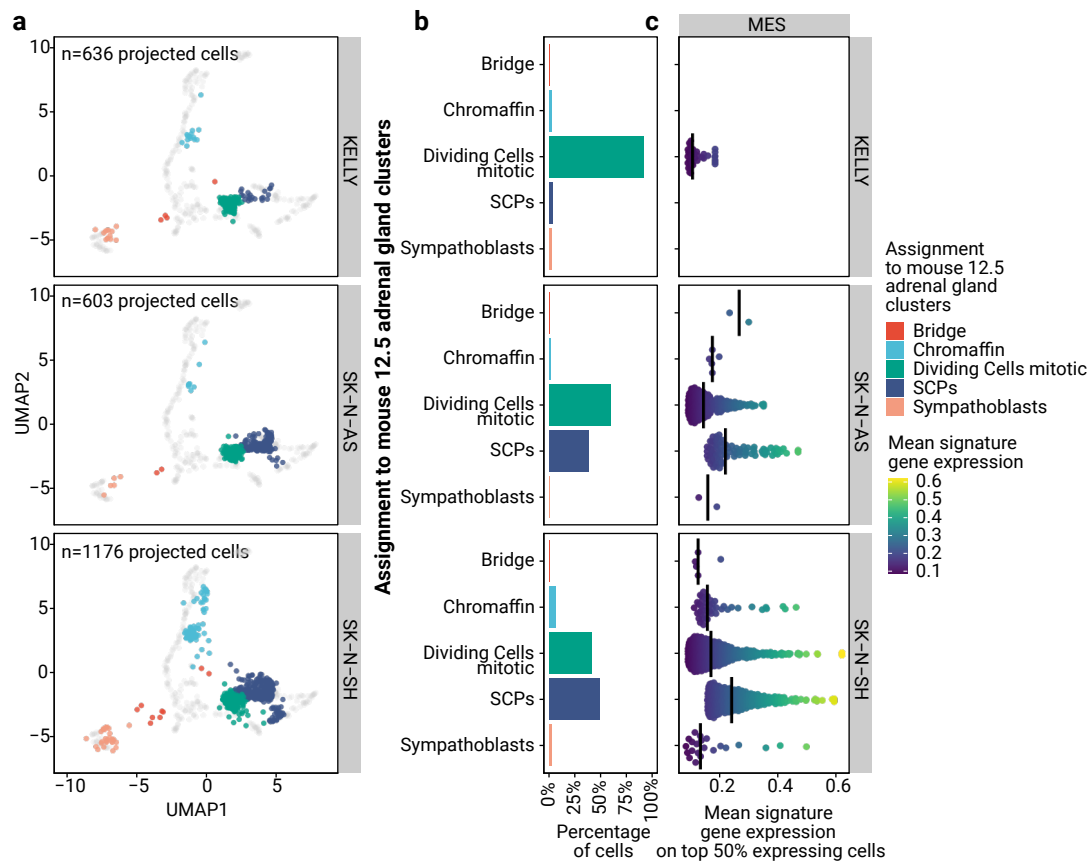 a
n=636 projected cells
10
5
0
−5
KELLY
n=603 projected cells
10
5
0
−5
SK−N−AS
n=1176 projected cells
10
5
0
−5
SK−N−SH
−10
−5
0
5
UMAP1
UMAP2
b
Assignment to mouse 12.5 adrenal gland clusters
Bridge
Chromaffin
Dividing Cells
mitotic
SCPs
Sympathoblasts
Bridge
Chromaffin
Dividing Cells
mitotic
SCPs
Sympathoblasts
Bridge
Chromaffin
Dividing Cells
mitotic
SCPs
Sympathoblasts
0%
25%
50%
75%
100%
Percentage
of cells
c
MES
KELLY
SK−N−AS
SK−N−SH
0.2
0.4
0.6
Mean signature
gene expression
on top 50% expressing cells
Assignment
to mouse 12.5
adrenal gland
clusters
Bridge
Chromaffin
Dividing Cells mitotic
SCPs
Sympathoblasts
Mean signature
gene expression
0.6
0.5
0.4
0.3
0.2
0.1